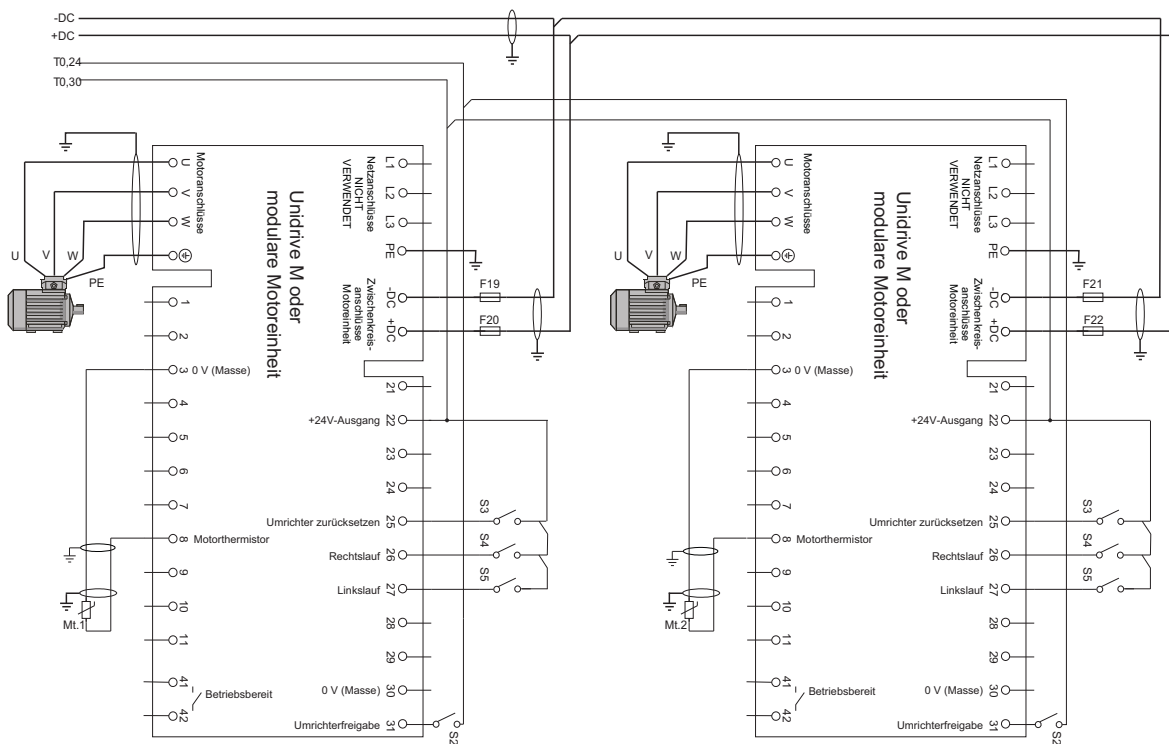 -DC
+DC
T0,24
T0,30
U
V
W
PE
Motoranschlüsse
U
V
W
Unidrive M oder
modulare Motoreinheit
Netzanschlüsse
NICHT
VERWENDET
L1
L2
L3
PE
Zwischenkreis-
anschlüsse
Motoreinheit
-DC
+DC
F19
F20
1
2
3
0 V (Masse)
4
5
6
7
8
Motorthermistor
9
10
11
41
42
Betriebsbereit
Mt.1
21
+24V-Ausgang
22
23
24
Umrichter zurücksetzen
25
S3
Rechtslauf
26
S4
Linkslauf
27
S5
28
29
0 V (Masse)
30
Umrichterfreigabe
31
S2
U
V
W
PE
Motoranschlüsse
U
V
W
Unidrive M oder
modulare Motoreinheit
Netzanschlüsse
NICHT
VERWENDET
L1
L2
L3
PE
Zwischenkreis-
anschlüsse
Motoreinheit
-DC
+DC
F21
F22
1
2
3
0 V (Masse)
4
5
6
7
8
Motorthermistor
9
10
11
41
42
Betriebsbereit
Mt.2
21
+24V-Ausgang
22
23
24
Umrichter zurücksetzen
25
S3
Rechtslauf
26
S4
Linkslauf
27
S5
28
29
0 V (Masse)
30
Umrichterfreigabe
31
S2